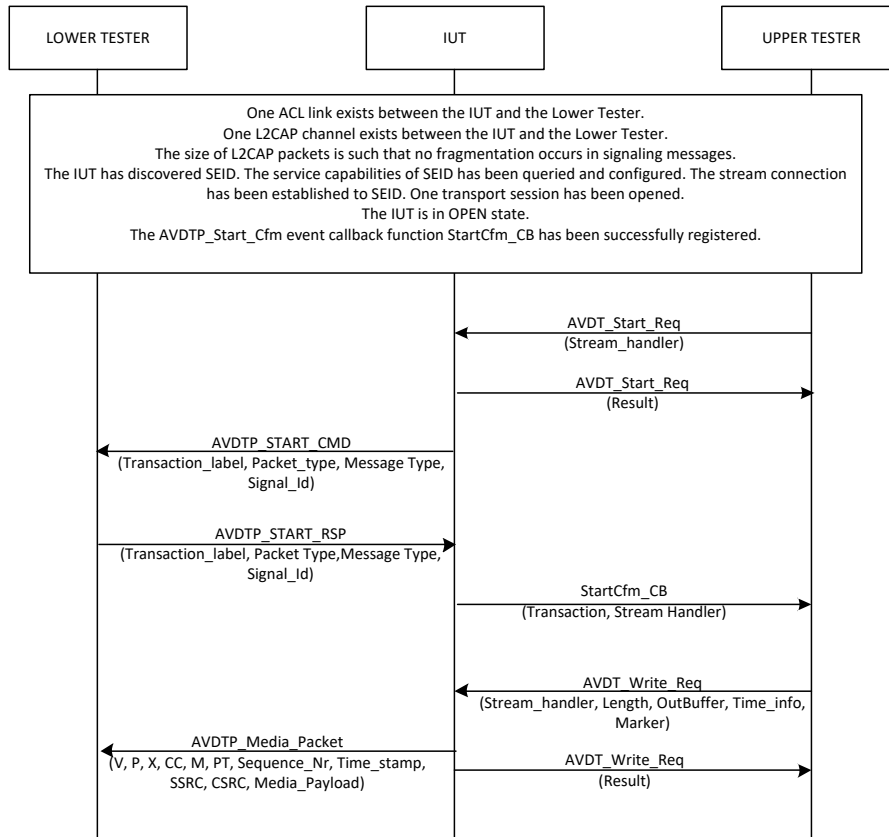 LOWER TESTER
IUT
UPPER TESTER
One ACL link exists between the IUT and the Lower Tester.
One L2CAP channel exists between the IUT and the Lower Tester.
The size of L2CAP packets is such that no fragmentation occurs in signaling messages.
The IUT has discovered SEID. The service capabilities of SEID has been queried and configured. The stream connection
has been established to SEID. One transport session has been opened.
The IUT is in OPEN state.
The AVDTP_Start_Cfm event callback function StartCfm_CB has been successfully registered.
AVDT_Start_Req
(Stream_handler)
AVDT_Start_Req
(Result)
AVDTP_START_CMD
(Transaction_label, Packet_type, Message Type,
Signal_Id)
AVDTP_START_RSP
(Transaction_label, Packet Type,Message Type,
Signal_Id)
StartCfm_CB
(Transaction, Stream Handler)
AVDT_Write_Req
(Stream_handler, Length, OutBuffer, Time_info,
Marker)
AVDTP_Media_Packet
(V, P, X, CC, M, PT, Sequence_Nr, Time_stamp,
SSRC, CSRC, Media_Payload)
AVDT_Write_Req
(Result)